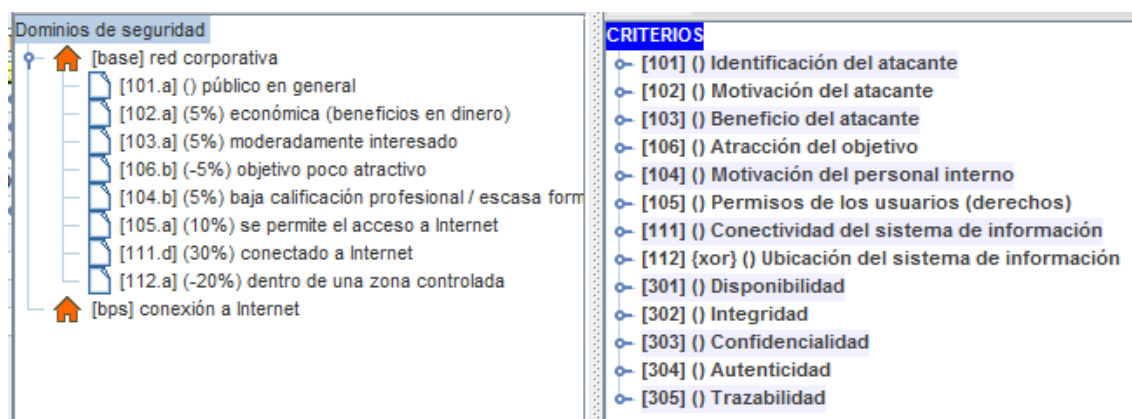 Dominios de seguridad
[base] red corporativa
[101.a] () público en general
[102.a] (5%) económica (beneficios en dinero)
[103.a] (5%) moderadamente interesado
[106.b] (-5%) objetivo poco atractivo
[104.b] (5%) baja calificación profesional / escasa form
[105.a] (10%) se permite el acceso a Internet
[111.d] (30%) conectado a Internet
[112.a] (-20%) dentro de una zona controlada
[bps] conexión a Internet
CRITERIOS
[101] () Identificación del atacante
[102] () Motivación del atacante
[103] () Beneficio del atacante
[106] () Atracción del objetivo
[104] () Motivación del personal interno
[105] () Permisos de los usuarios (derechos)
[111] () Conectividad del sistema de información
[112] {xor} () Ubicación del sistema de información
[301] () Disponibilidad
[302] () Integridad
[303] () Confidencialidad
[304] () Autenticidad
[305] () Trazabilidad